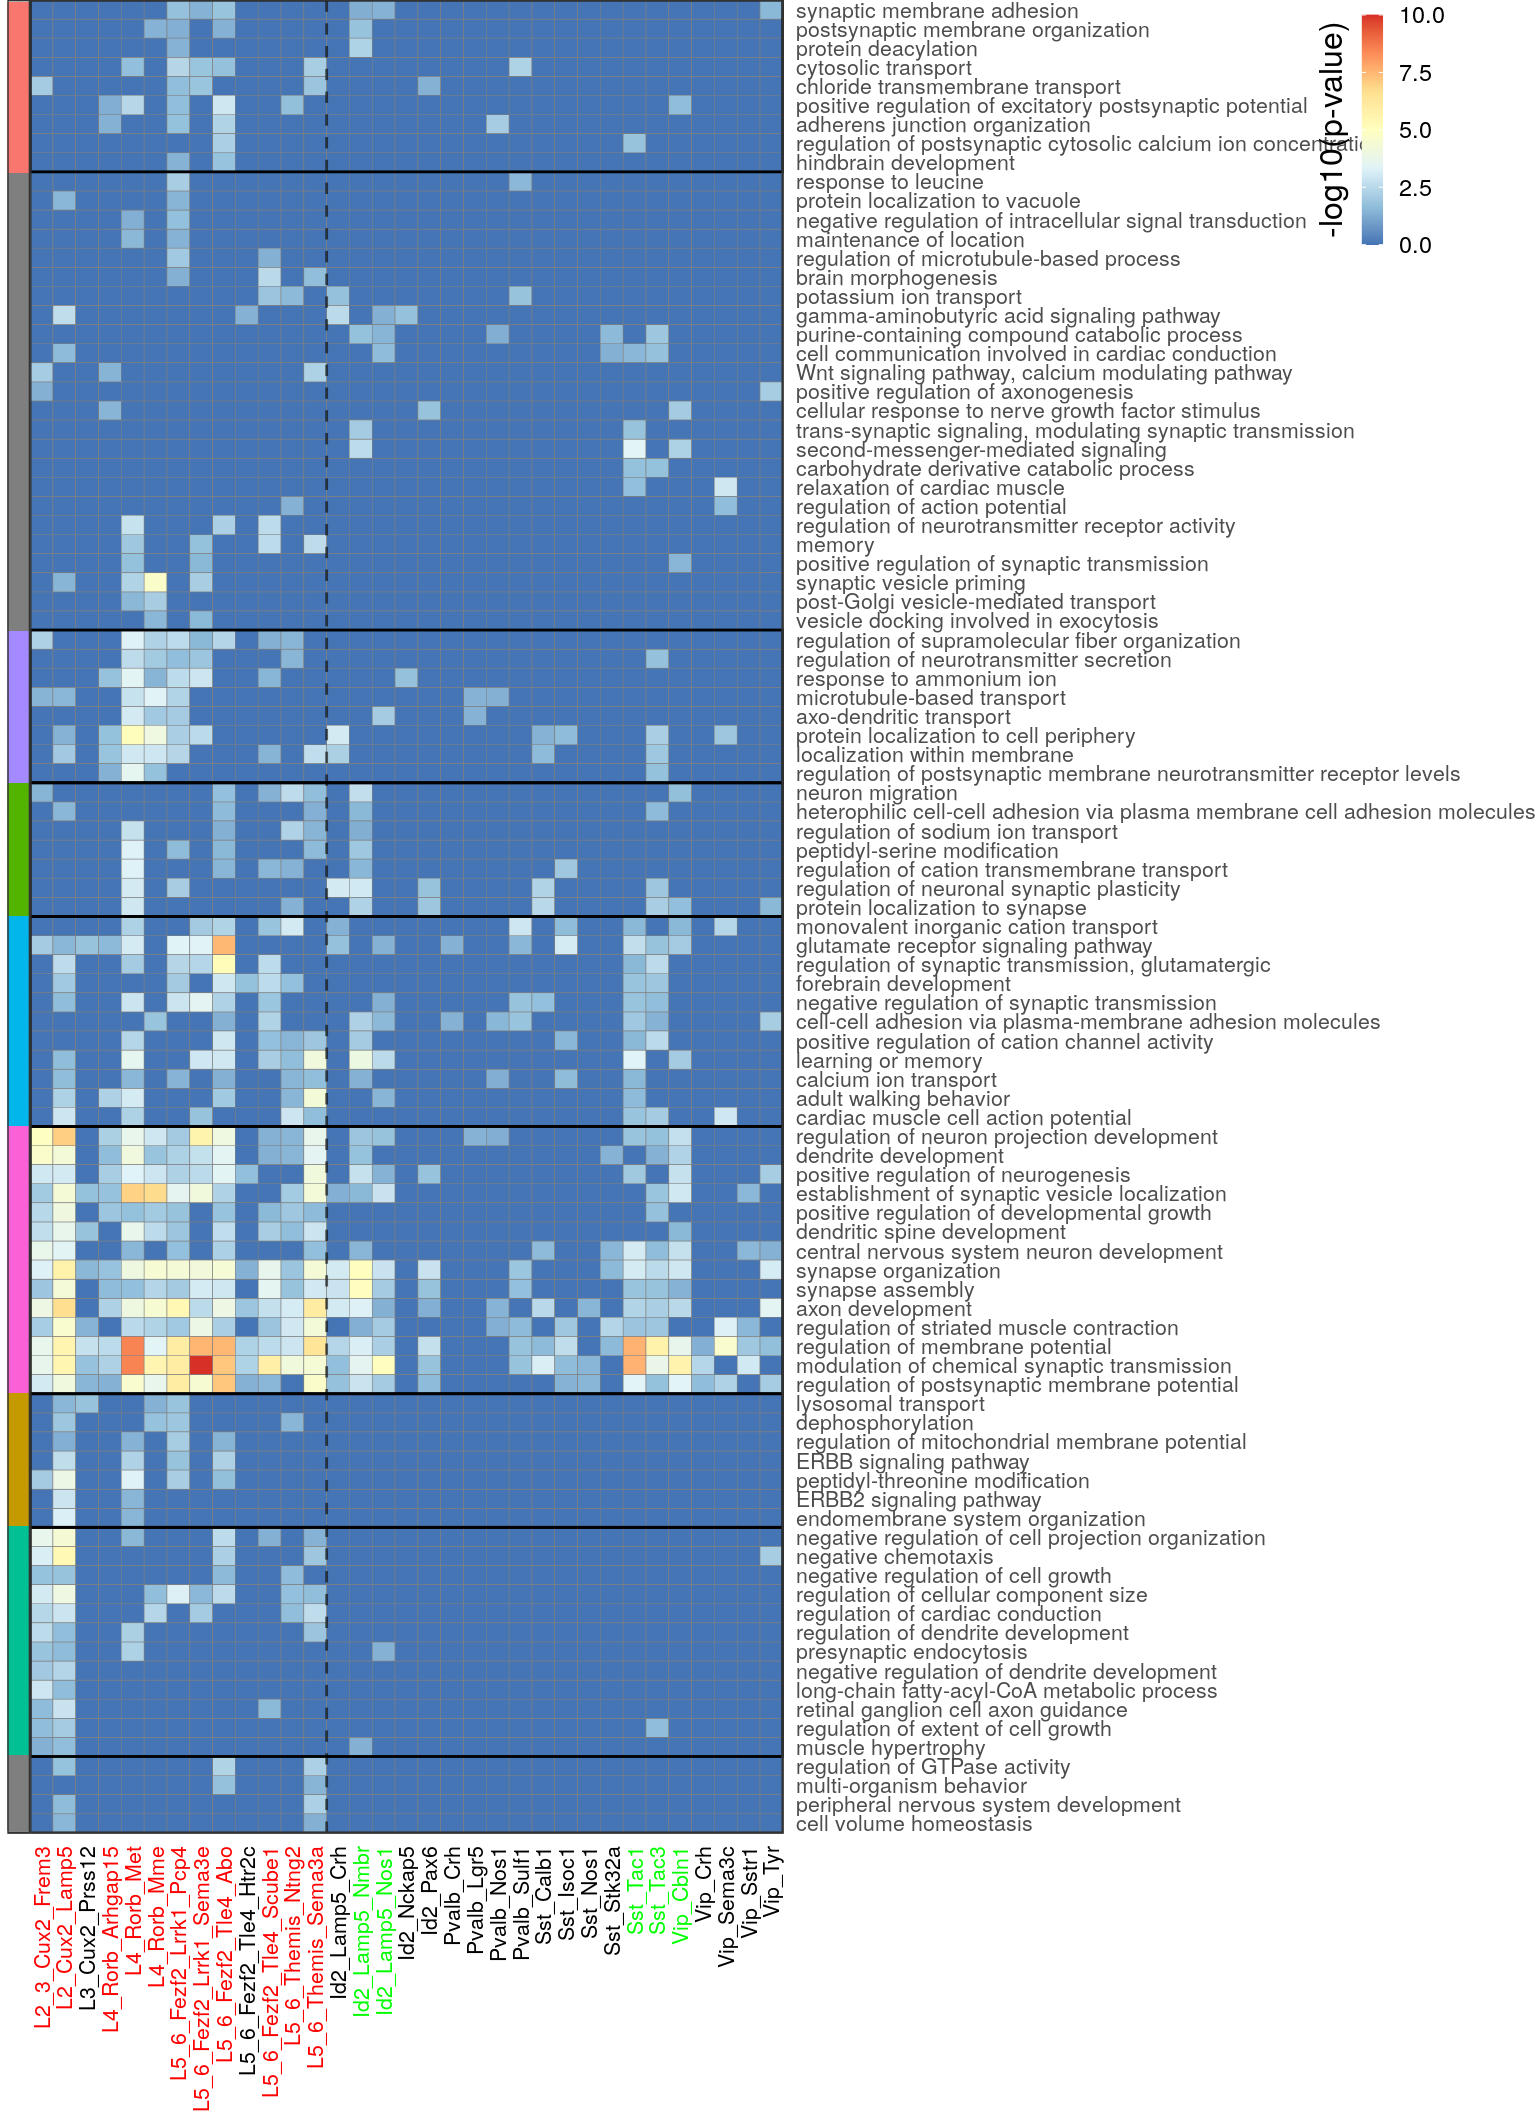 synaptic membrane adhesion
postsynaptic membrane organization
protein deacylation
cytosolic transport
chloride transmembrane transport
positive regulation of excitatory postsynaptic potential
adherens junction organization
regulation of postsynaptic cytosolic calcium ion concentratio
hindbrain development
response to leucine
protein localization to vacuole
negative regulation of intracellular signal transduction
maintenance of location
regulation of microtubule-based process
brain morphogenesis
potassium ion transport
gamma-aminobutyric acid signaling pathway
purine-containing compound catabolic process
cell communication involved in cardiac conduction
Wnt signaling pathway, calcium modulating pathway
positive regulation of axonogenesis
cellular response to nerve growth factor stimulus
trans-synaptic signaling, modulating synaptic transmission
second-messenger-mediated signaling
carbohydrate derivative catabolic process
relaxation of cardiac muscle
regulation of action potential
regulation of neurotransmitter receptor activity
memory
positive regulation of synaptic transmission
synaptic vesicle priming
post-Golgi vesicle-mediated transport
vesicle docking involved in exocytosis
regulation of supramolecular fiber organization
regulation of neurotransmitter secretion
response to ammonium ion
microtubule-based transport
axo-dendritic transport
protein localization to cell periphery
localization within membrane
regulation of postsynaptic membrane neurotransmitter receptor levels
neuron migration
heterophilic cell-cell adhesion via plasma membrane cell adhesion molecules
regulation of sodium ion transport
peptidyl-serine modification
regulation of cation transmembrane transport
regulation of neuronal synaptic plasticity
protein localization to synapse
monovalent inorganic cation transport
glutamate receptor signaling pathway
regulation of synaptic transmission, glutamatergic
forebrain development
negative regulation of synaptic transmission
cell-cell adhesion via plasma-membrane adhesion molecules
positive regulation of cation channel activity
learning or memory
calcium ion transport
adult walking behavior
cardiac muscle cell action potential
regulation of neuron projection development
dendrite development
positive regulation of neurogenesis
establishment of synaptic vesicle localization
positive regulation of developmental growth
dendritic spine development
central nervous system neuron development
synapse organization
synapse assembly
axon development
regulation of striated muscle contraction
regulation of membrane potential
modulation of chemical synaptic transmission
regulation of postsynaptic membrane potential
lysosomal transport
dephosphorylation
regulation of mitochondrial membrane potential
ERBB signaling pathway
peptidyl-threonine modification
ERBB2 signaling pathway
endomembrane system organization
negative regulation of cell projection organization
negative chemotaxis
negative regulation of cell growth
regulation of cellular component size
regulation of cardiac conduction
regulation of dendrite development
presynaptic endocytosis
negative regulation of dendrite development
long-chain fatty-acyl-CoA metabolic process
retinal ganglion cell axon guidance
regulation of extent of cell growth
muscle hypertrophy
regulation of GTPase activity
multi-organism behavior
peripheral nervous system development
cell volume homeostasis
-log10(p-value)
10.0
7.5
5.0
2.5
0.0
L2_3_Cux2_Frem3
L2_Cux2_Lamp5
L3_Cux2_Prss12
L4_Rorb_Arhgap15
L4_Rorb_Met
L4_Rorb_Mme
L5_6_Fezf2_Lrrk1_Pcp4
L5_6_Fezf2_Lrrk1_Sema3e
L5_6_Fezf2_Tle4_Abo
L5_6_Fezf2_Tle4_Htr2c
L5_6_Fezf2_Tle4_Scube1
L5_6_Themis_Ntng2
L5_6_Themis_Sema3a
Id2_Lamp5_Crh
Id2_Lamp5_Nmbr
Id2_Lamp5_Nos1
Id2_Nckap5
Id2_Pax6
Pvalb_Crh
Pvalb_Lgr5
Pvalb_Nos1
Pvalb_Sulf1
Sst_Calb1
Sst_Isoc1
Sst_Nos1
Sst_Stk32a
Sst_Tac1
Sst_Tac3
Vip_Cbln1
Vip_Crh
Vip_Sema3c
Vip_Sstr1
Vip_Tyr